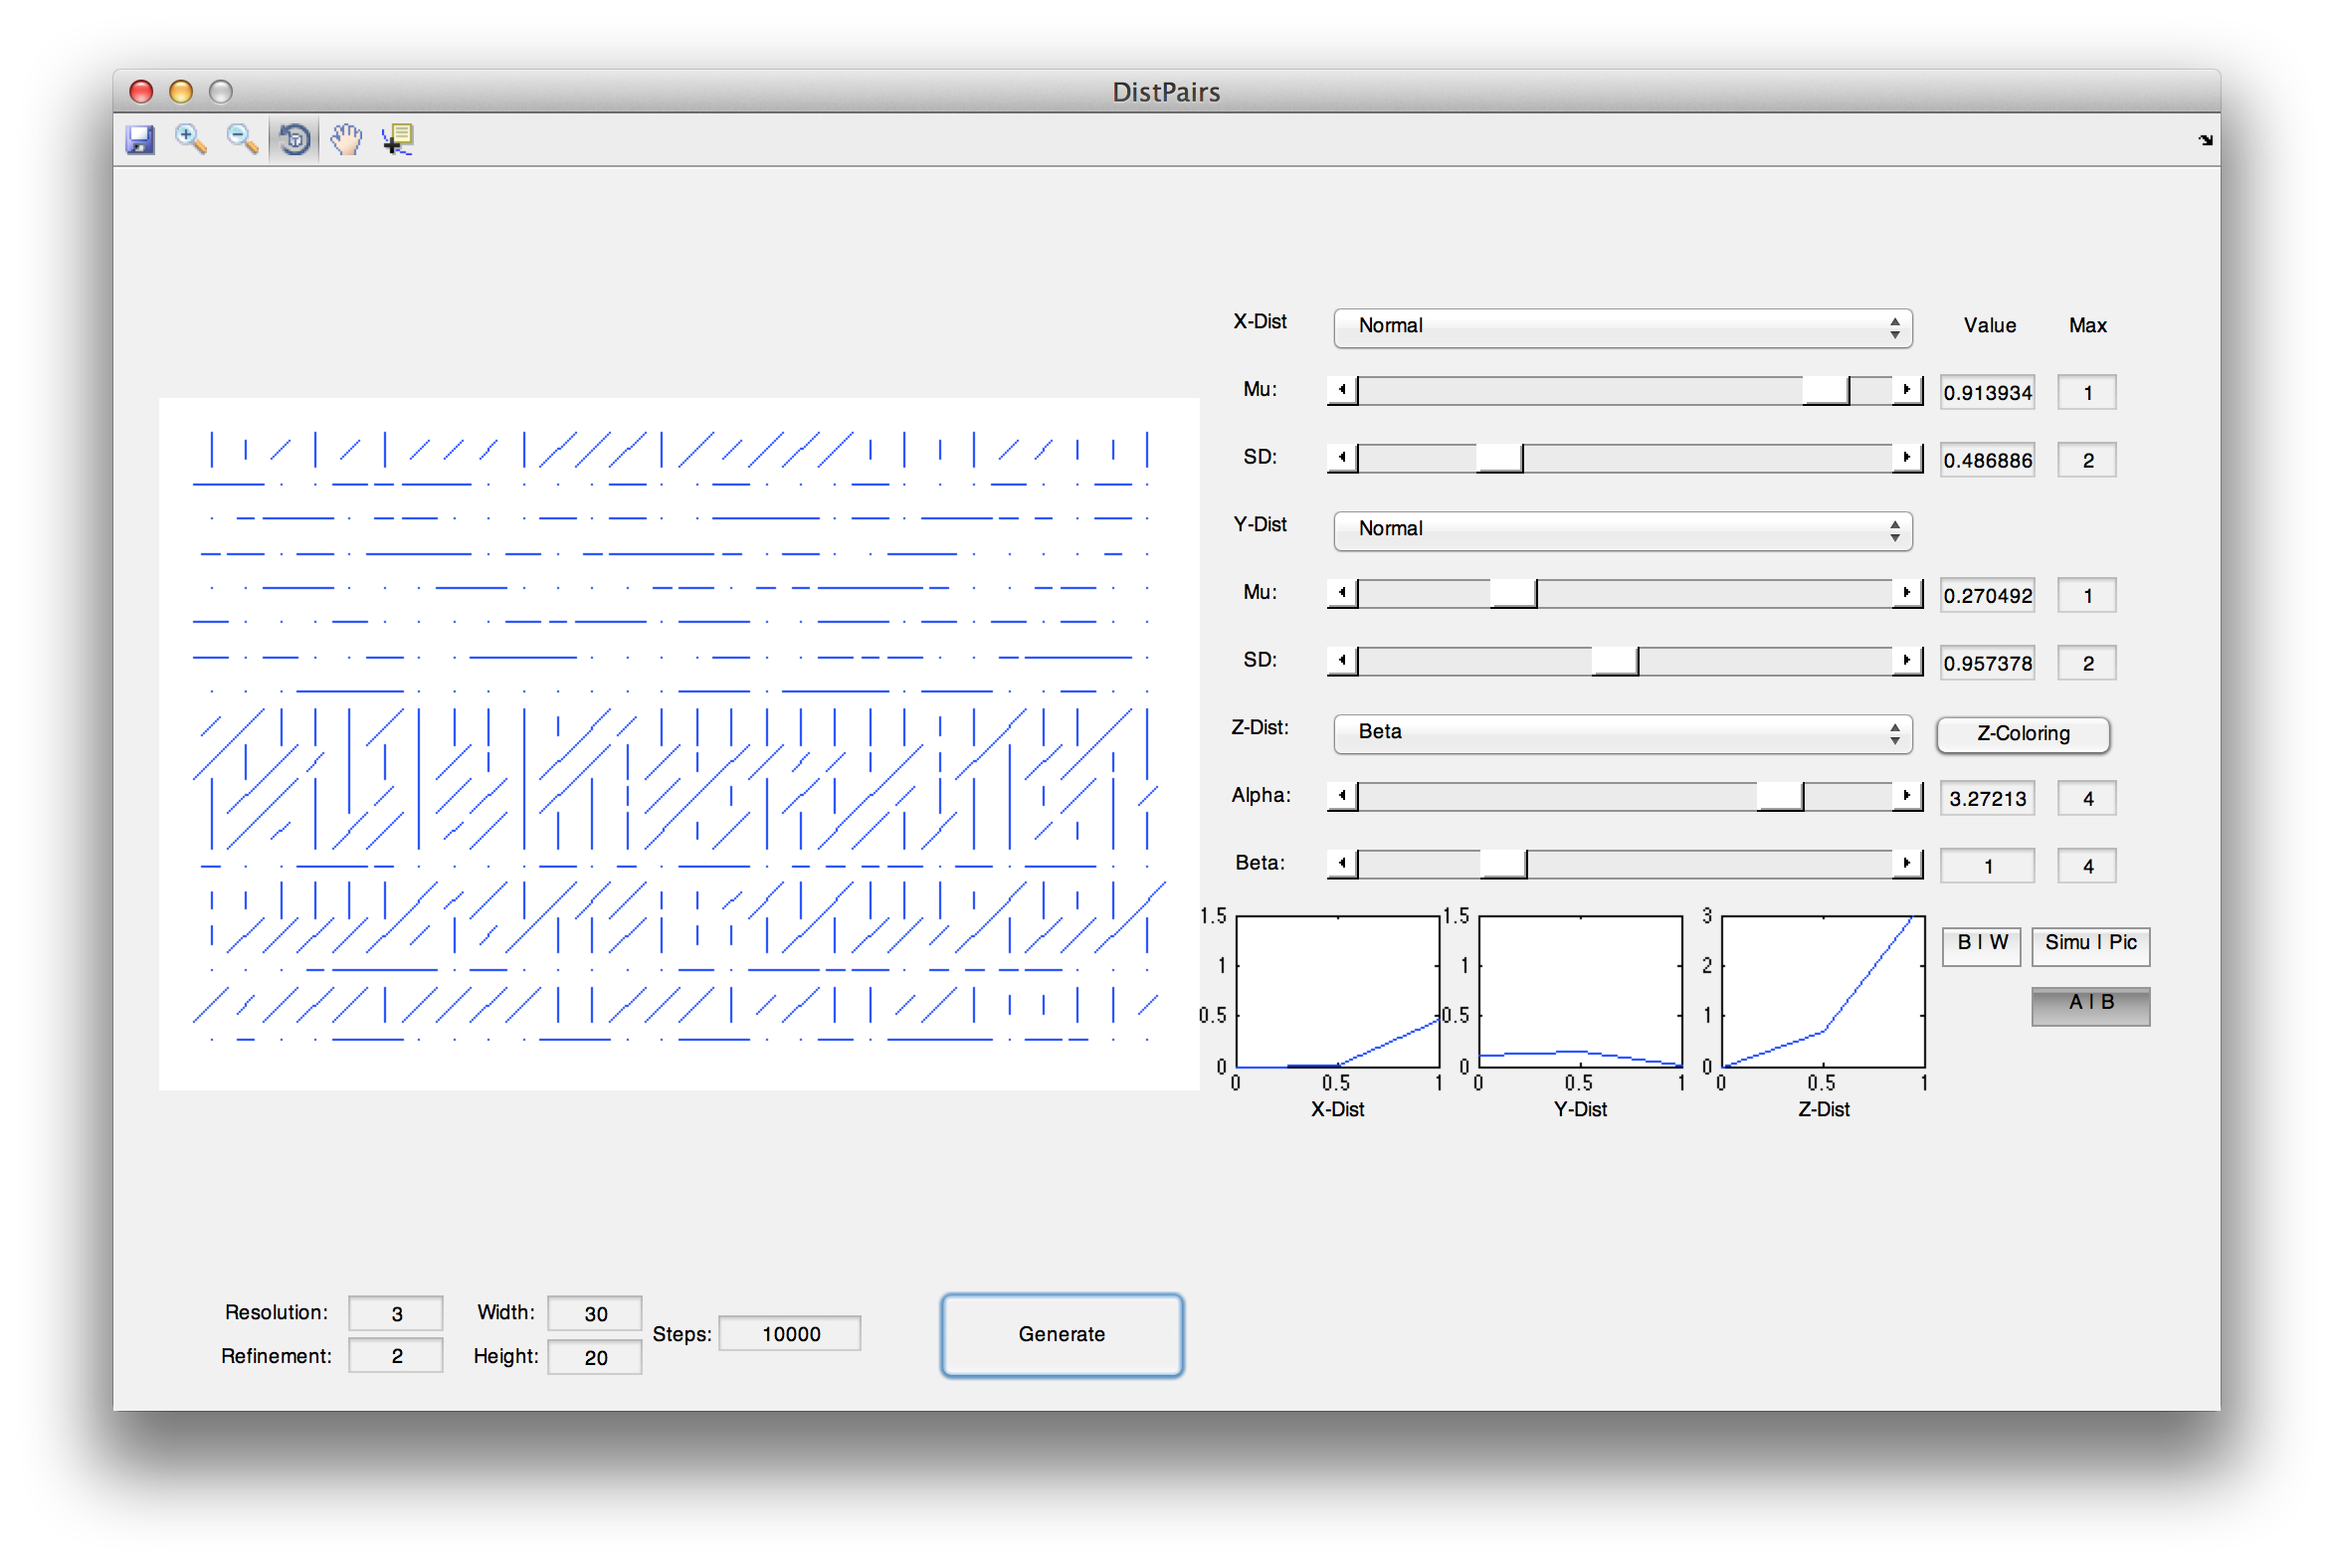 DistPairs
X-Dist Normal Value Max
Mu: 0.913934 1
SD: 0.486886 2
Y-Dist Normal
Mu: 0.270492 1
SD: 0.957378 2
Z-Dist: Beta Z-Coloring
Alpha: 3.27213 4
Beta: 1 4
1.5 1.5 3
B | W Simu | Pic
1 1 2
A | B
0.5 0.5 1
0 0 0
0 0.5 1 0 0.5 1 0 0.5 1
X-Dist Y-Dist Z-Dist
Resolution: 3 Width: 30
Steps: 10000 Generate
Refinement: 2 Height: 20